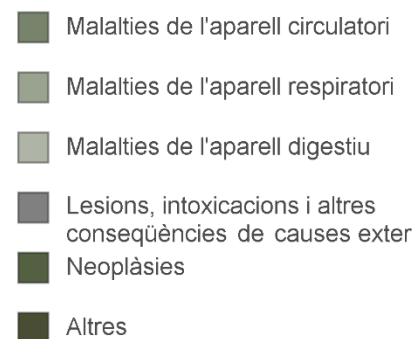 Malalties de l'aparell circulatori
Malalties de l'aparell respiratori
Malalties de l'aparell digestiu
Lesions, intoxicacions i altres
conseqüències de causes exter
Neoplàsies
Altres